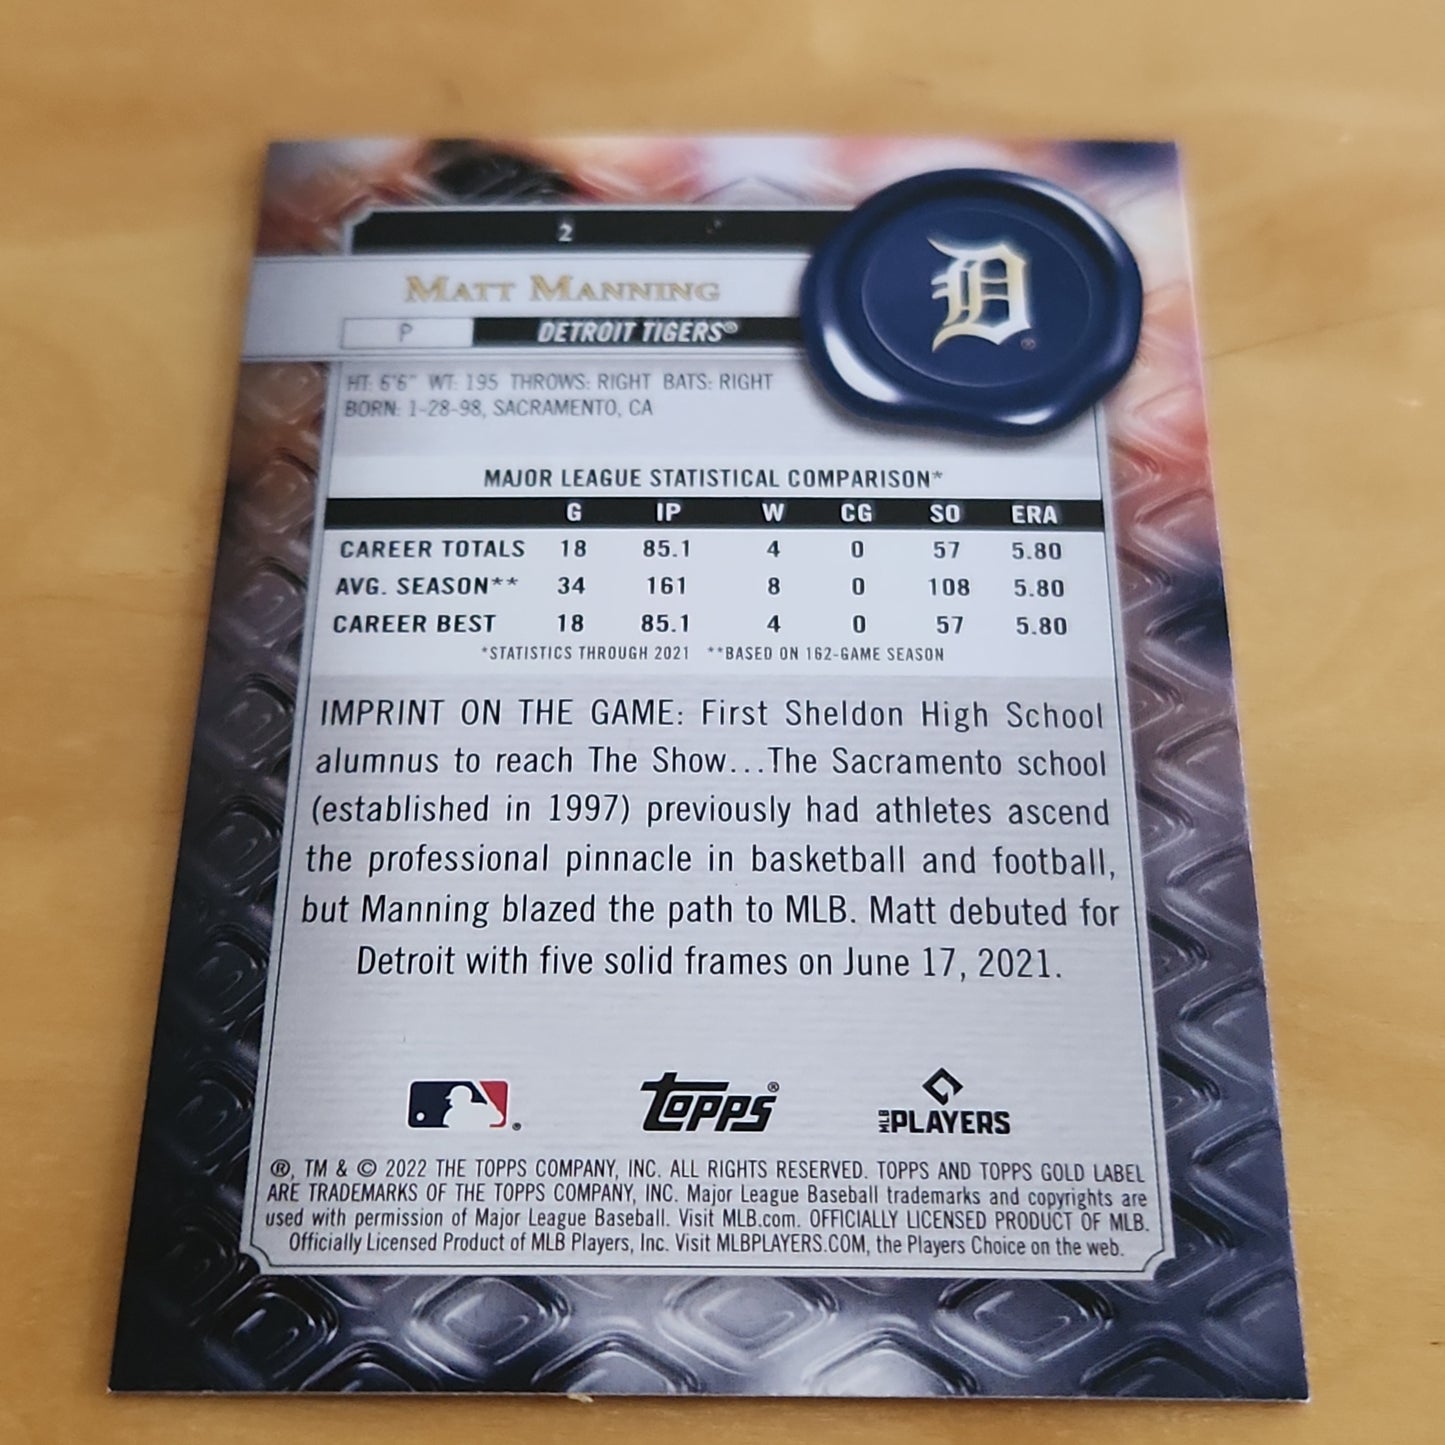 2
MATT MANNING
P DETROIT TIGERS®
D ®
HT: 6'6" WT: 195 THROWS: RIGHT BATS: RIGHT
BORN: 1-28-98, SACRAMENTO, CA
MAJOR LEAGUE STATISTICAL COMPARISON*
G IP W CG SO ERA
CAREER TOTALS 18 85.1 4 0 57 5.80
AVG. SEASON** 34 161 8 0 108 5.80
CAREER BEST 18 85.1 4 0 57 5.80
*STATISTICS THROUGH 2021 **BASED ON 162-GAME SEASON
IMPRINT ON THE GAME: First Sheldon High School
alumnus to reach The Show...The Sacramento school
(established in 1997) previously had athletes ascend
the professional pinnacle in basketball and football,
but Manning blazed the path to MLB. Matt debuted for
Detroit with five solid frames on June 17, 2021.
® TOPPS® MLB PLAYERS
®, TM & © 2022 THE TOPPS COMPANY, INC. ALL RIGHTS RESERVED. TOPPS AND TOPPS GOLD LABEL
ARE TRADEMARKS OF THE TOPPS COMPANY, INC. Major League Baseball trademarks and copyrights are
used with permission of Major League Baseball. Visit MLB.com. OFFICIALLY LICENSED PRODUCT OF MLB.
Officially Licensed Product of MLB Players, Inc. Visit MLBPLAYERS.COM, the Players Choice on the web.